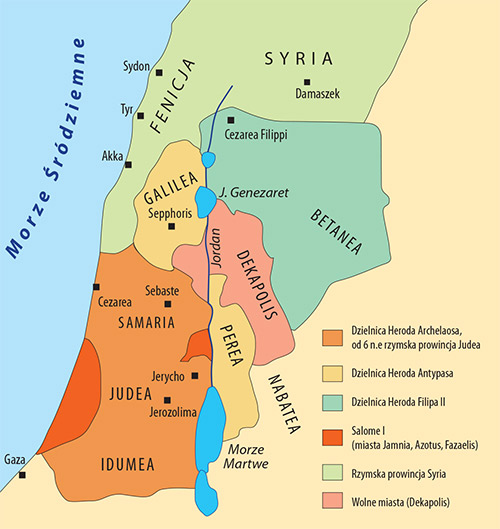 Morze Śródziemne
SYRIA
Sydon
Damaszek
FENICJA
Tyr
Cezarea Filippi
Akka
GALILEA
J. Genezaret
Sepphoris
BETANEA
Jordan
DEKAPOLIS
Cezarea
Sebaste
SAMARIA
PEREA
Jerycho
JUDEA
Jerozolima
NABATEA
Morze
Martwe
Gaza
IDUMEA
Dzielnica Heroda Archelaosa,
od 6 n.e rzymska prowincja Judea
Dzielnica Heroda Antypasa
Dzielnica Heroda Filipa II
Salome I
(miasta Jamnia, Azotus, Fazaelis)
Rzymska prowincja Syria
Wolne miasta (Dekapolis)